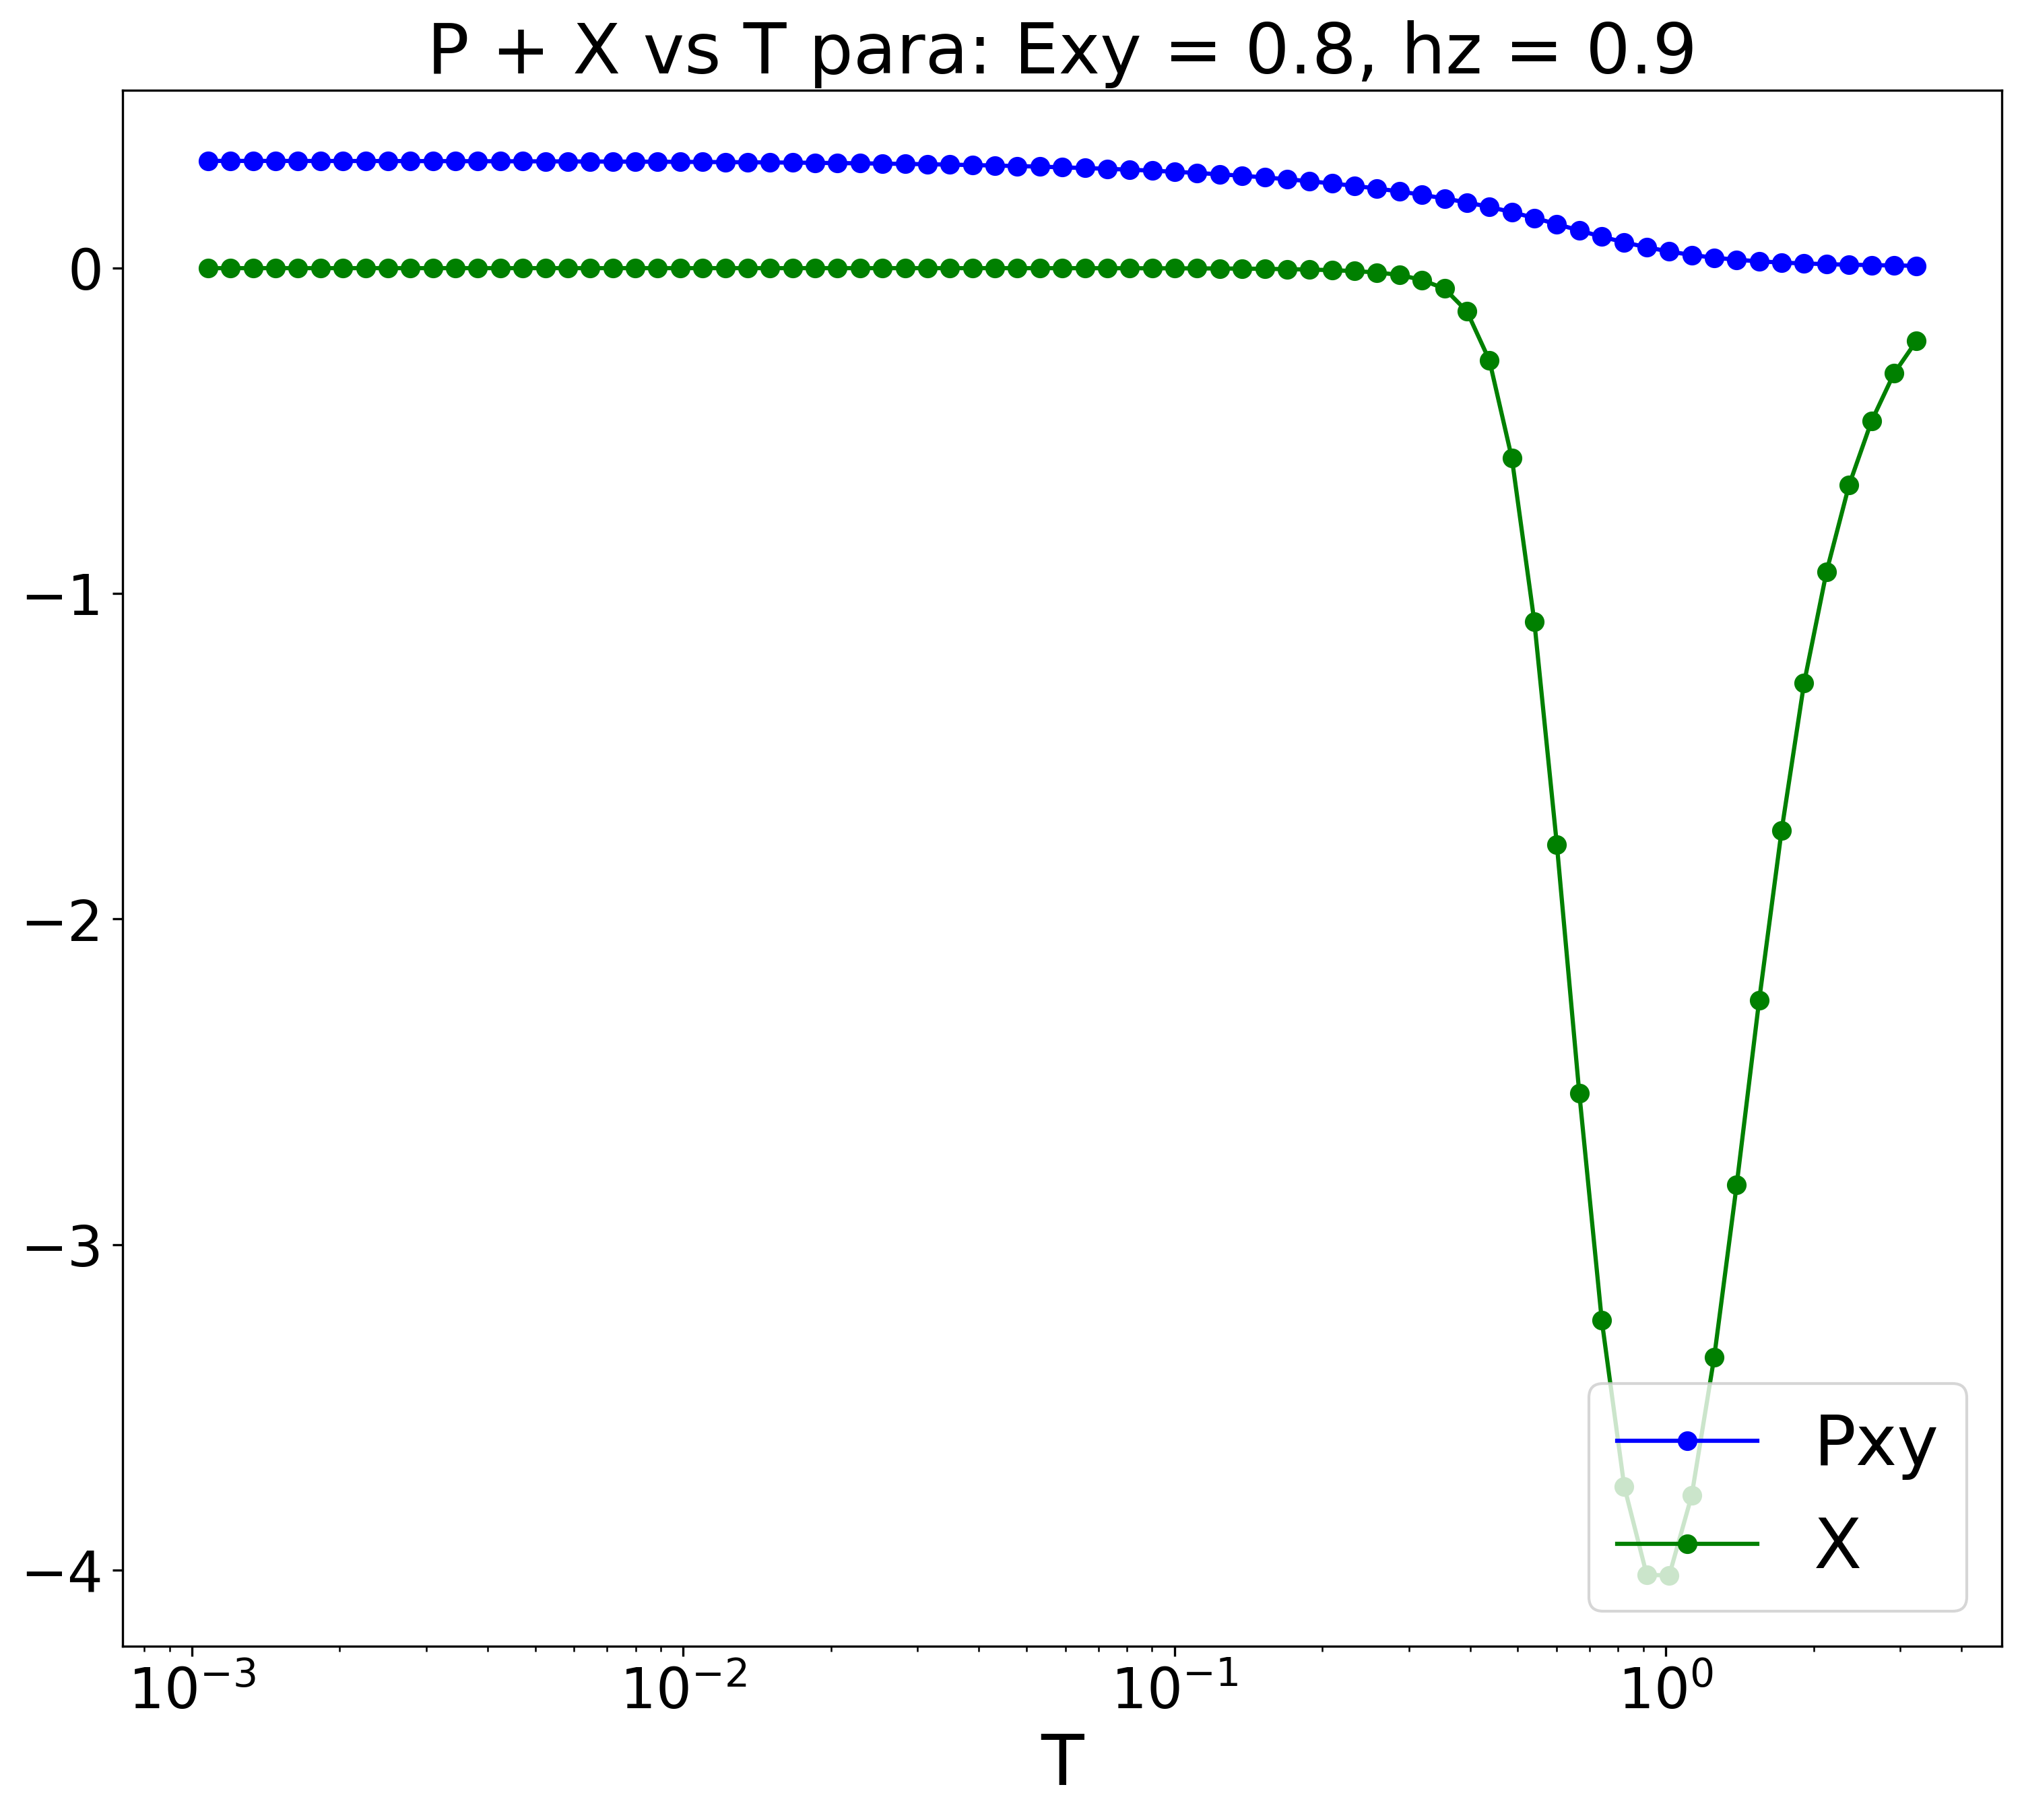 P + X vs T para: Exy = 0.8, hz = 0.9
0
−1
−2
−3
−4
Pxy
X
10⁻³ 10⁻² 10⁻¹ 10⁰
T